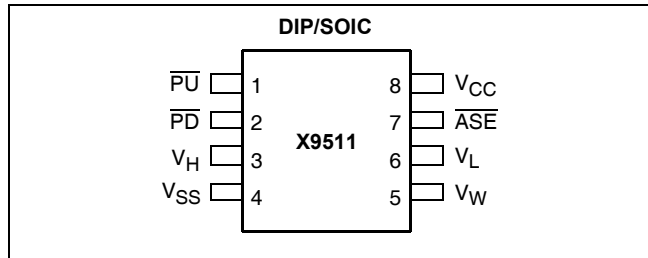 DIP/SOIC
PU 1 8 VCC
PD 2 X9511 7 ASE
VH 3 6 VL
VSS 4 5 VW